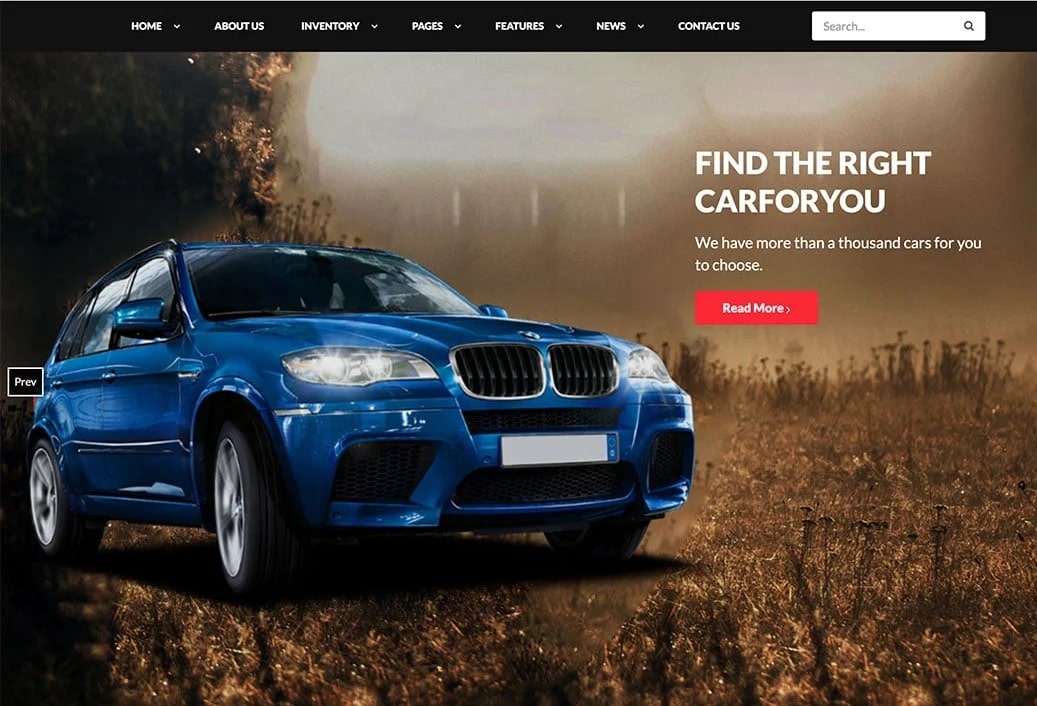 HOME ABOUT US INVENTORY PAGES FEATURES NEWS CONTACT US Search...
FIND THE RIGHT
CARFORYOU
We have more than a thousand cars for you
to choose.
Read More ›
Prev